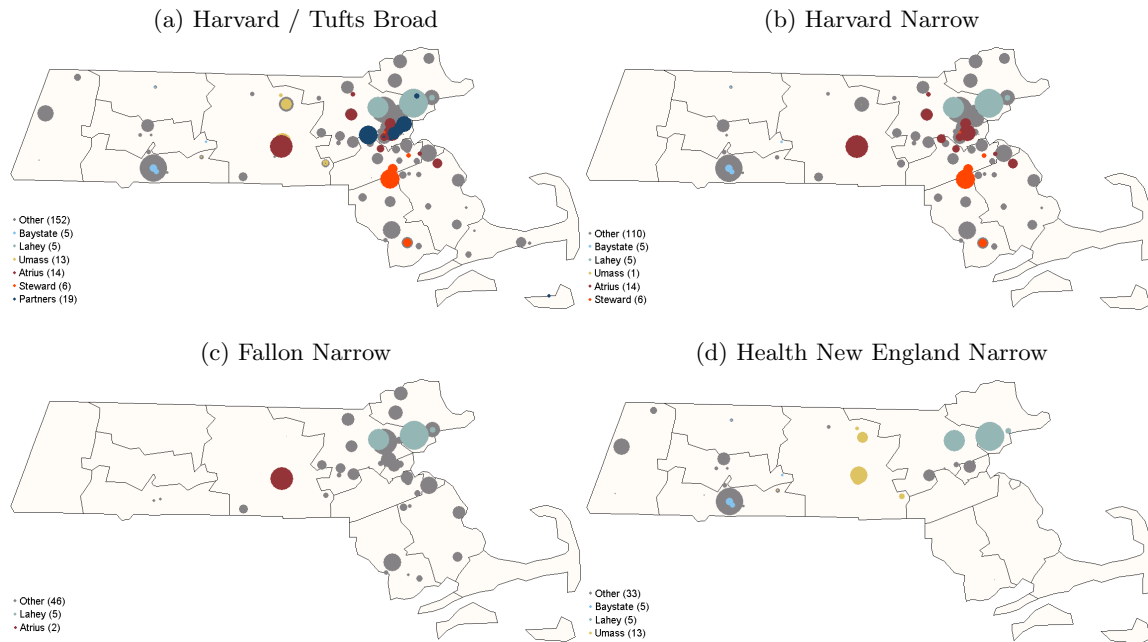 (a) Harvard / Tufts Broad
Other (152)
Baystate (5)
Lahey (5)
Umass (13)
Atrius (14)
Steward (6)
Partners (19)
(b) Harvard Narrow
Other (110)
Baystate (5)
Lahey (5)
Umass (1)
Atrius (14)
Steward (6)
(c) Fallon Narrow
Other (46)
Lahey (5)
Atrius (2)
(d) Health New England Narrow
Other (33)
Baystate (5)
Lahey (5)
Umass (13)